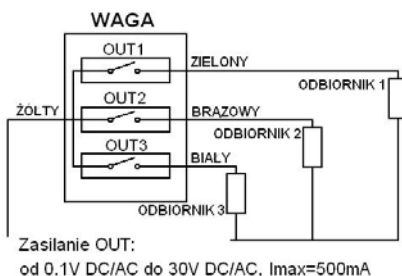 WAGA
OUT1
ZIELONY
ODBIORNIK 1
ŻÓŁTY
OUT2
BRĄZOWY
ODBIORNIK 2
OUT3
BIAŁY
ODBIORNIK 3
Zasilanie OUT:
od 0.1V DC/AC do 30V DC/AC, Imax=500mA